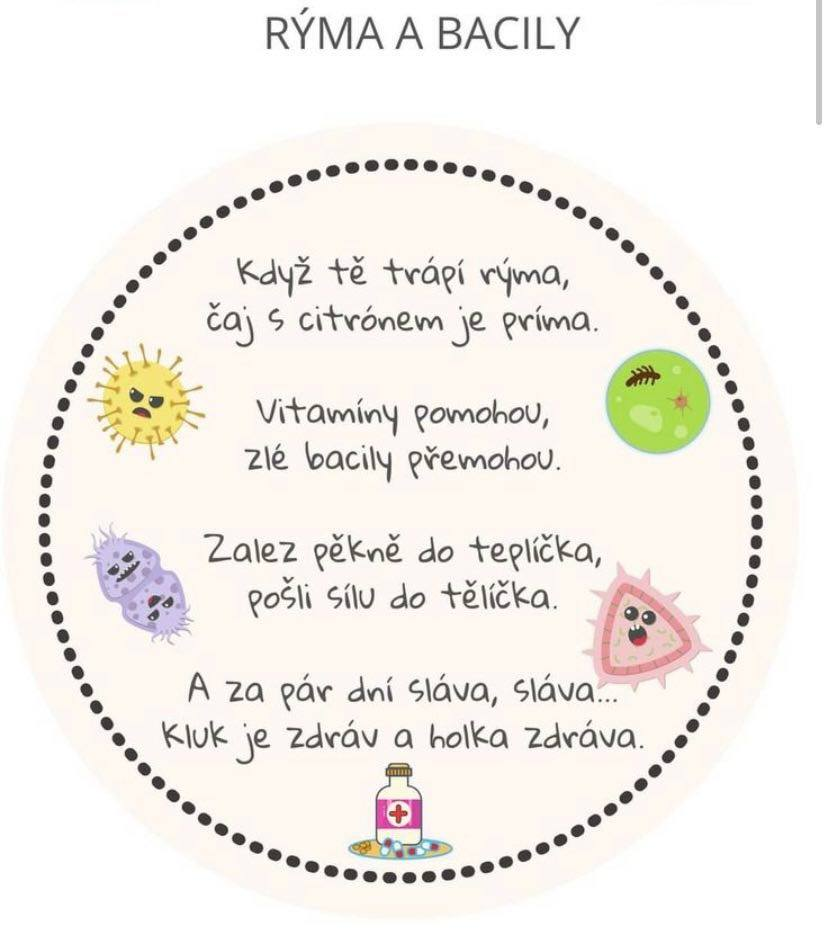 RÝMA A BACILY
Když tě trápí rýma,
čaj s citrónem je príma.
Vitamíny pomohou,
zlé bacily přemohou.
Zalez pěkně do teplíčka,
pošli sílu do tělíčka.
A za pár dní sláva, sláva...
Kluk je zdráv a holka zdráva.